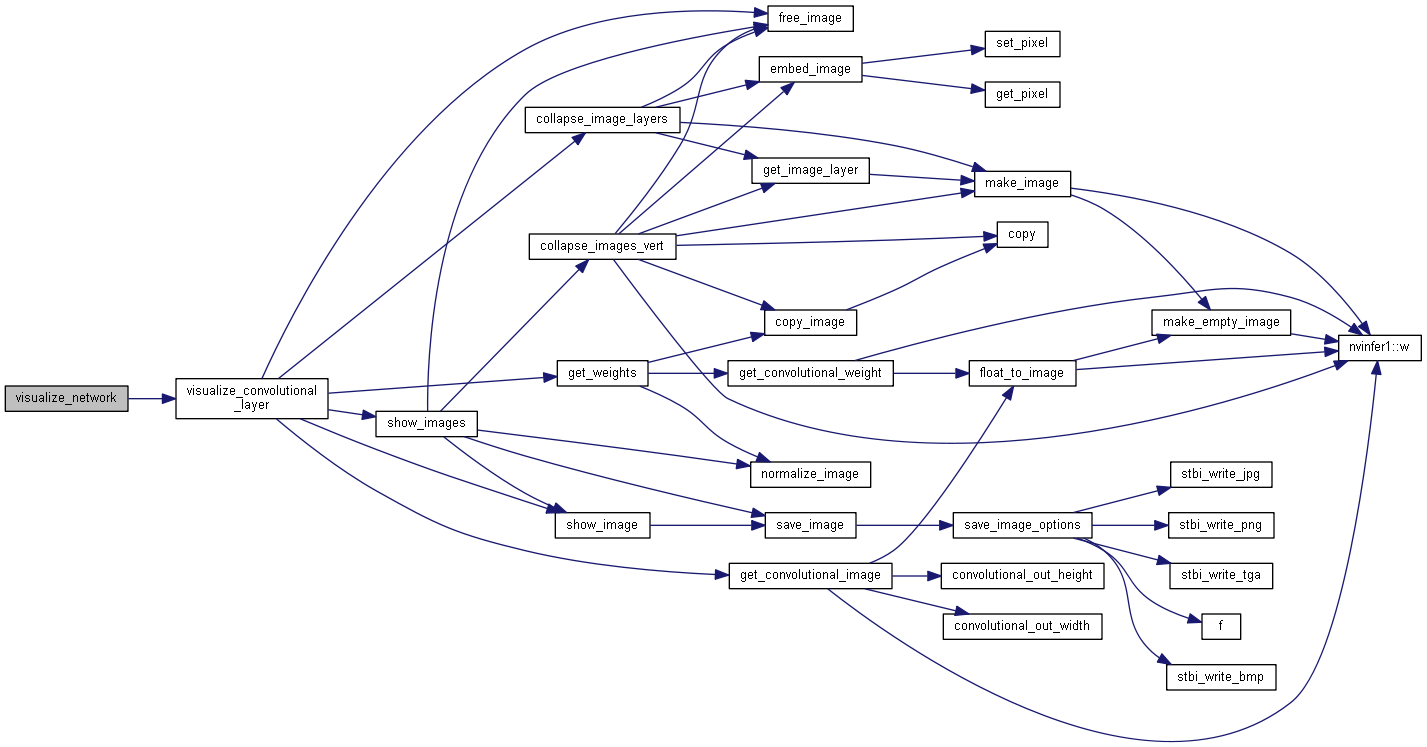 free_image
set_pixel
embed_image
get_pixel
collapse_image_layers
get_image_layer
make_image
copy
collapse_images_vert
copy_image
make_empty_image
nvinfer1::w
get_weights
get_convolutional_weight
float_to_image
visualize_network
visualize_convolutional
_layer
show_images
normalize_image
stbi_write_jpg
show_image
save_image
save_image_options
stbi_write_png
get_convolutional_image
convolutional_out_height
stbi_write_tga
convolutional_out_width
f
stbi_write_bmp